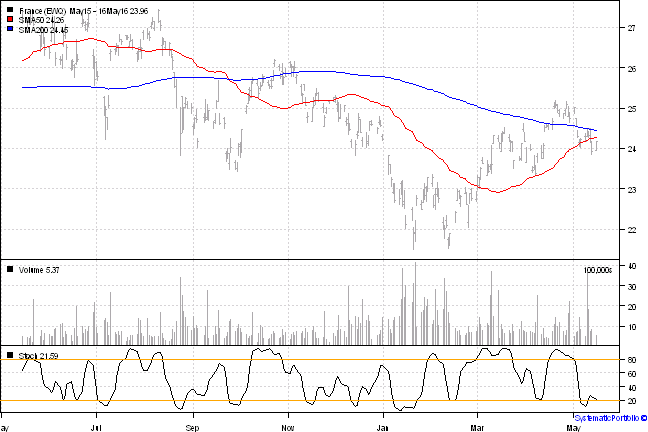 France (EWQ) May15 - 16May16 23.96
SMA50 24.26
SMA200 24.45
27
26
25
24
23
22
Volume 5.37
100,000s
40
30
20
10
Stoch 21.59
80
60
40
20
ay Jul Sep Nov Jan Mar May
SystematicPortfolio ©